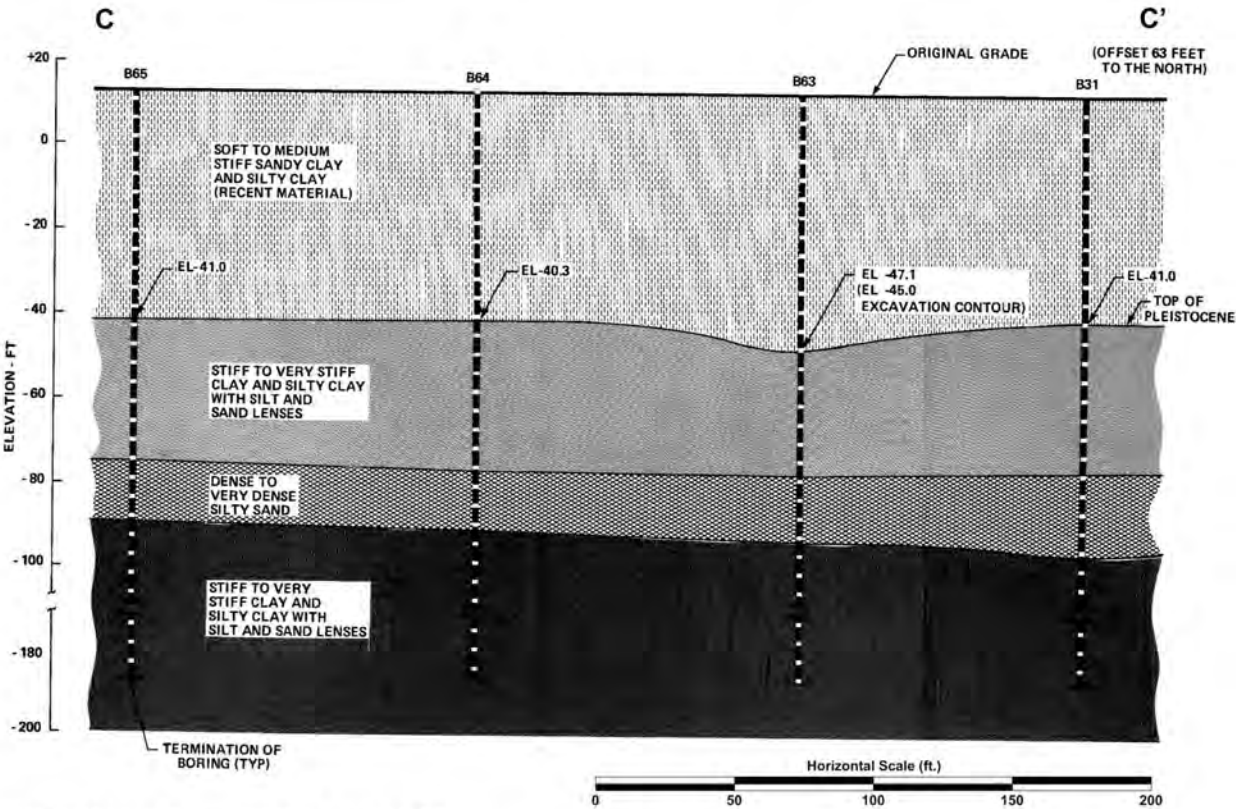 C
C'
+20
B65
B64
B63
ORIGINAL GRADE
(OFFSET 63 FEET
TO THE NORTH)
B31
0
SOFT TO MEDIUM
STIFF SANDY CLAY
AND SILTY CLAY
(RECENT MATERIAL)
-20
EL-41.0
EL-40.3
EL -47.1
(EL -45.0
EXCAVATION CONTOUR)
EL-41.0
TOP OF
PLEISTOCENE
-40
ELEVATION - FT
STIFF TO VERY STIFF
CLAY AND SILTY CLAY
WITH SILT AND
SAND LENSES
-60
-80
DENSE TO
VERY DENSE
SILTY SAND
-100
STIFF TO VERY
STIFF CLAY AND
SILTY CLAY WITH
SILT AND SAND LENSES
-180
-200
TERMINATION OF
BORING (TYP)
Horizontal Scale (ft.)
0 50 100 150 200